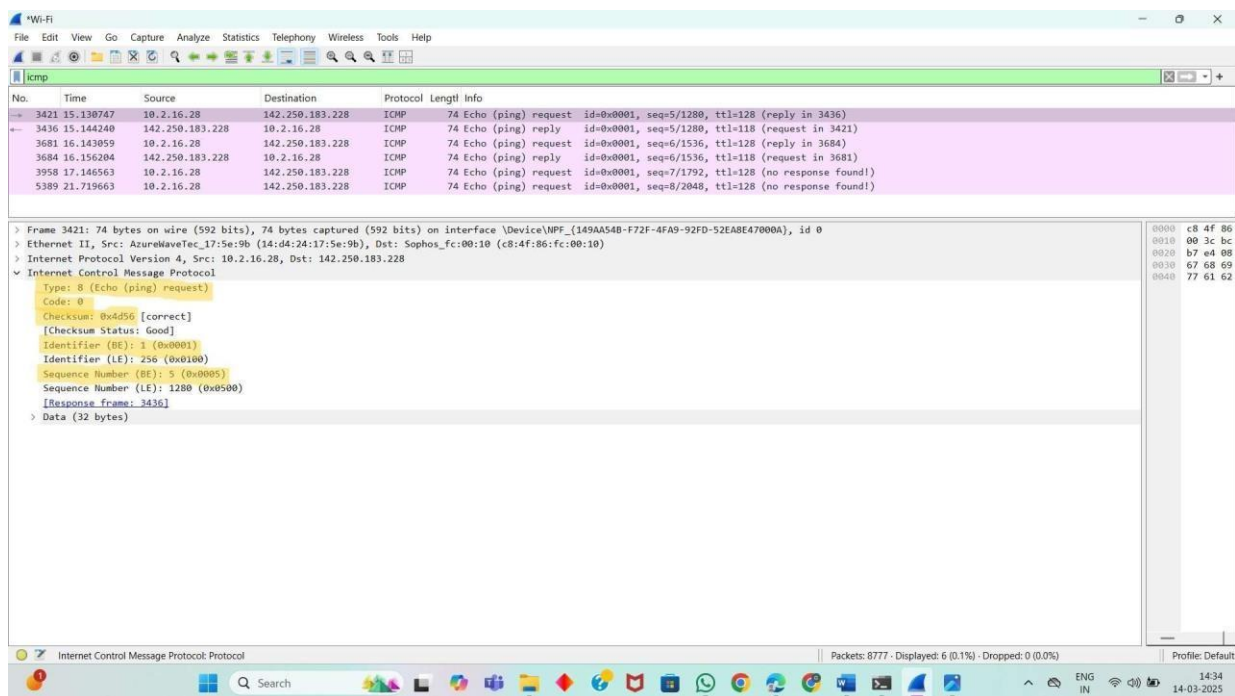 *Wi-Fi
File Edit View Go Capture Analyze Statistics Telephony Wireless Tools Help
icmp
No. Time Source Destination Protocol Lengtl Info
3421 15.130747 10.2.16.28 142.250.183.228 ICMP 74 Echo (ping) request id=0x0001, seq=5/1280, ttl=128 (reply in 3436)
3436 15.144240 142.250.183.228 10.2.16.28 ICMP 74 Echo (ping) reply id=0x0001, seq=5/1280, ttl=118 (request in 3421)
3681 16.143059 10.2.16.28 142.250.183.228 ICMP 74 Echo (ping) request id=0x0001, seq=6/1536, ttl=128 (reply in 3684)
3684 16.156204 142.250.183.228 10.2.16.28 ICMP 74 Echo (ping) reply id=0x0001, seq=6/1536, ttl=118 (request in 3681)
3958 17.146563 10.2.16.28 142.250.183.228 ICMP 74 Echo (ping) request id=0x0001, seq=7/1792, ttl=128 (no response found!)
5389 21.719663 10.2.16.28 142.250.183.228 ICMP 74 Echo (ping) request id=0x0001, seq=8/2048, ttl=128 (no response found!)
Frame 3421: 74 bytes on wire (592 bits), 74 bytes captured (592 bits) on interface \Device\NPF_{149AA54B-F72F-4FA9-92FD-52EA8E47000A}, id 0
Ethernet II, Src: AzureWaveTec_17:5e:9b (14:d4:24:17:5e:9b), Dst: Sophos_fc:00:10 (c8:4f:86:fc:00:10)
Internet Protocol Version 4, Src: 10.2.16.28, Dst: 142.250.183.228
Internet Control Message Protocol
Type: 8 (Echo (ping) request)
Code: 0
Checksum: 0x4d56 [correct]
[Checksum Status: Good]
Identifier (BE): 1 (0x0001)
Identifier (LE): 256 (0x0100)
Sequence Number (BE): 5 (0x0005)
Sequence Number (LE): 1280 (0x0500)
[Response frame: 3436]
Data (32 bytes)
0000 c8 4f 86
0010 00 3c bc
0020 b7 e4 08
0030 67 68 69
0040 77 61 62
Internet Control Message Protocol: Protocol
Packets: 8777 · Displayed: 6 (0.1%) · Dropped: 0 (0.0%)
Profile: Default
Search
ENG
IN
14:34
14-03-2025